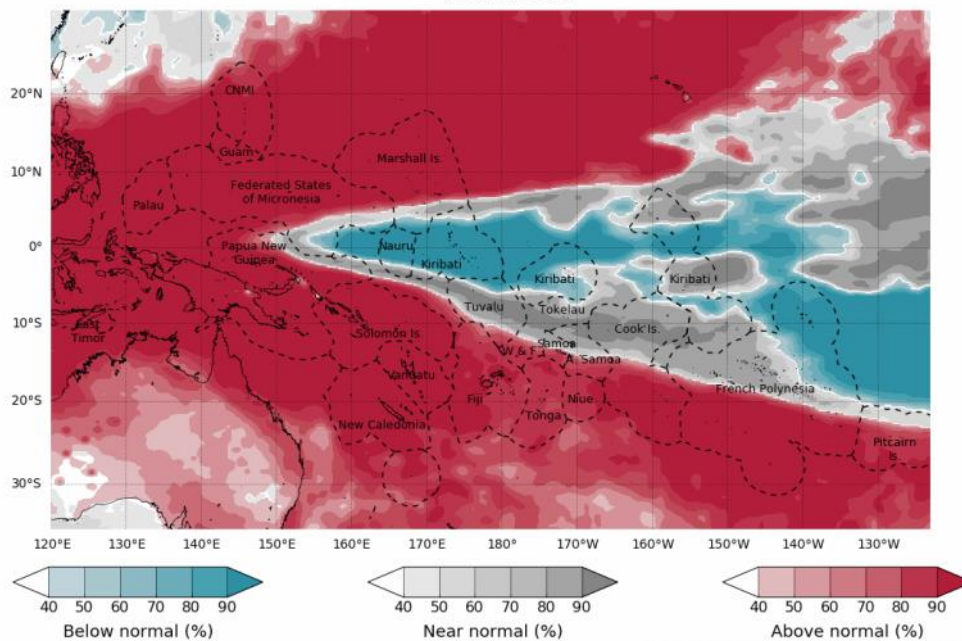 CNMI
20°N
Guam
Marshall Is.
10°N
Federated States
of Micronesia
Palau
0°
Papua New
Guinea
Nauru
Kiribati
Kiribati
Kiribati
Tuvalu
Tokelau
10°S
East
Timor
Solomon Is.
Cook Is.
W & F
Samoa
A. Samoa
Vanuatu
French Polynesia
20°S
Fiji
Niue
Tonga
New Caledonia
Pitcairn
Is.
30°S
120°E 130°E 140°E 150°E 160°E 170°E 180° 170°W 160°W 150°W 140°W 130°W
40 50 60 70 80 90
Below normal (%)
40 50 60 70 80 90
Near normal (%)
40 50 60 70 80 90
Above normal (%)